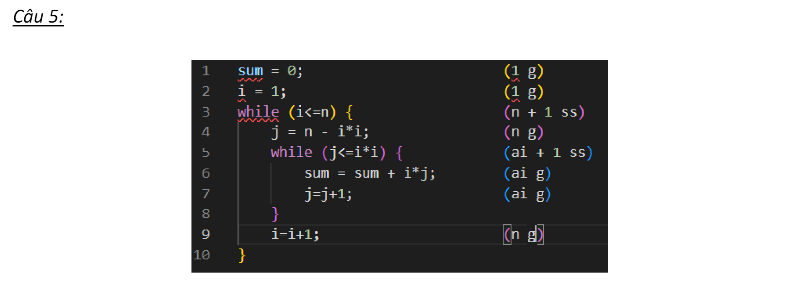 Câu 5:
1 sum = 0; (1 g)
2 i = 1; (1 g)
3 while (i<=n) { (n + 1 ss)
4 j = n - i*i; (n g)
5 while (j<=i*i) { (ai + 1 ss)
6 sum = sum + i*j; (ai g)
7 j=j+1; (ai g)
8 }
9 i=i+1; (n g)
10 }